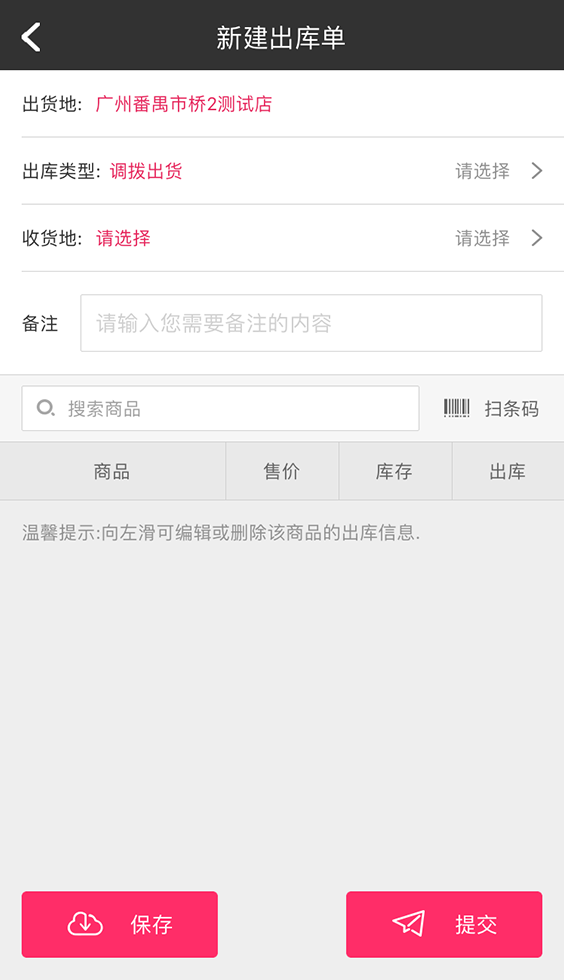 新建出库单
出货地: 广州番禺市桥2测试店
出库类型: 调拨出货 请选择
收货地: 请选择 请选择
备注 请输入您需要备注的内容
搜索商品 扫条码
商品 售价 库存 出库
温馨提示:向左滑可编辑或删除该商品的出库信息.
保存 提交